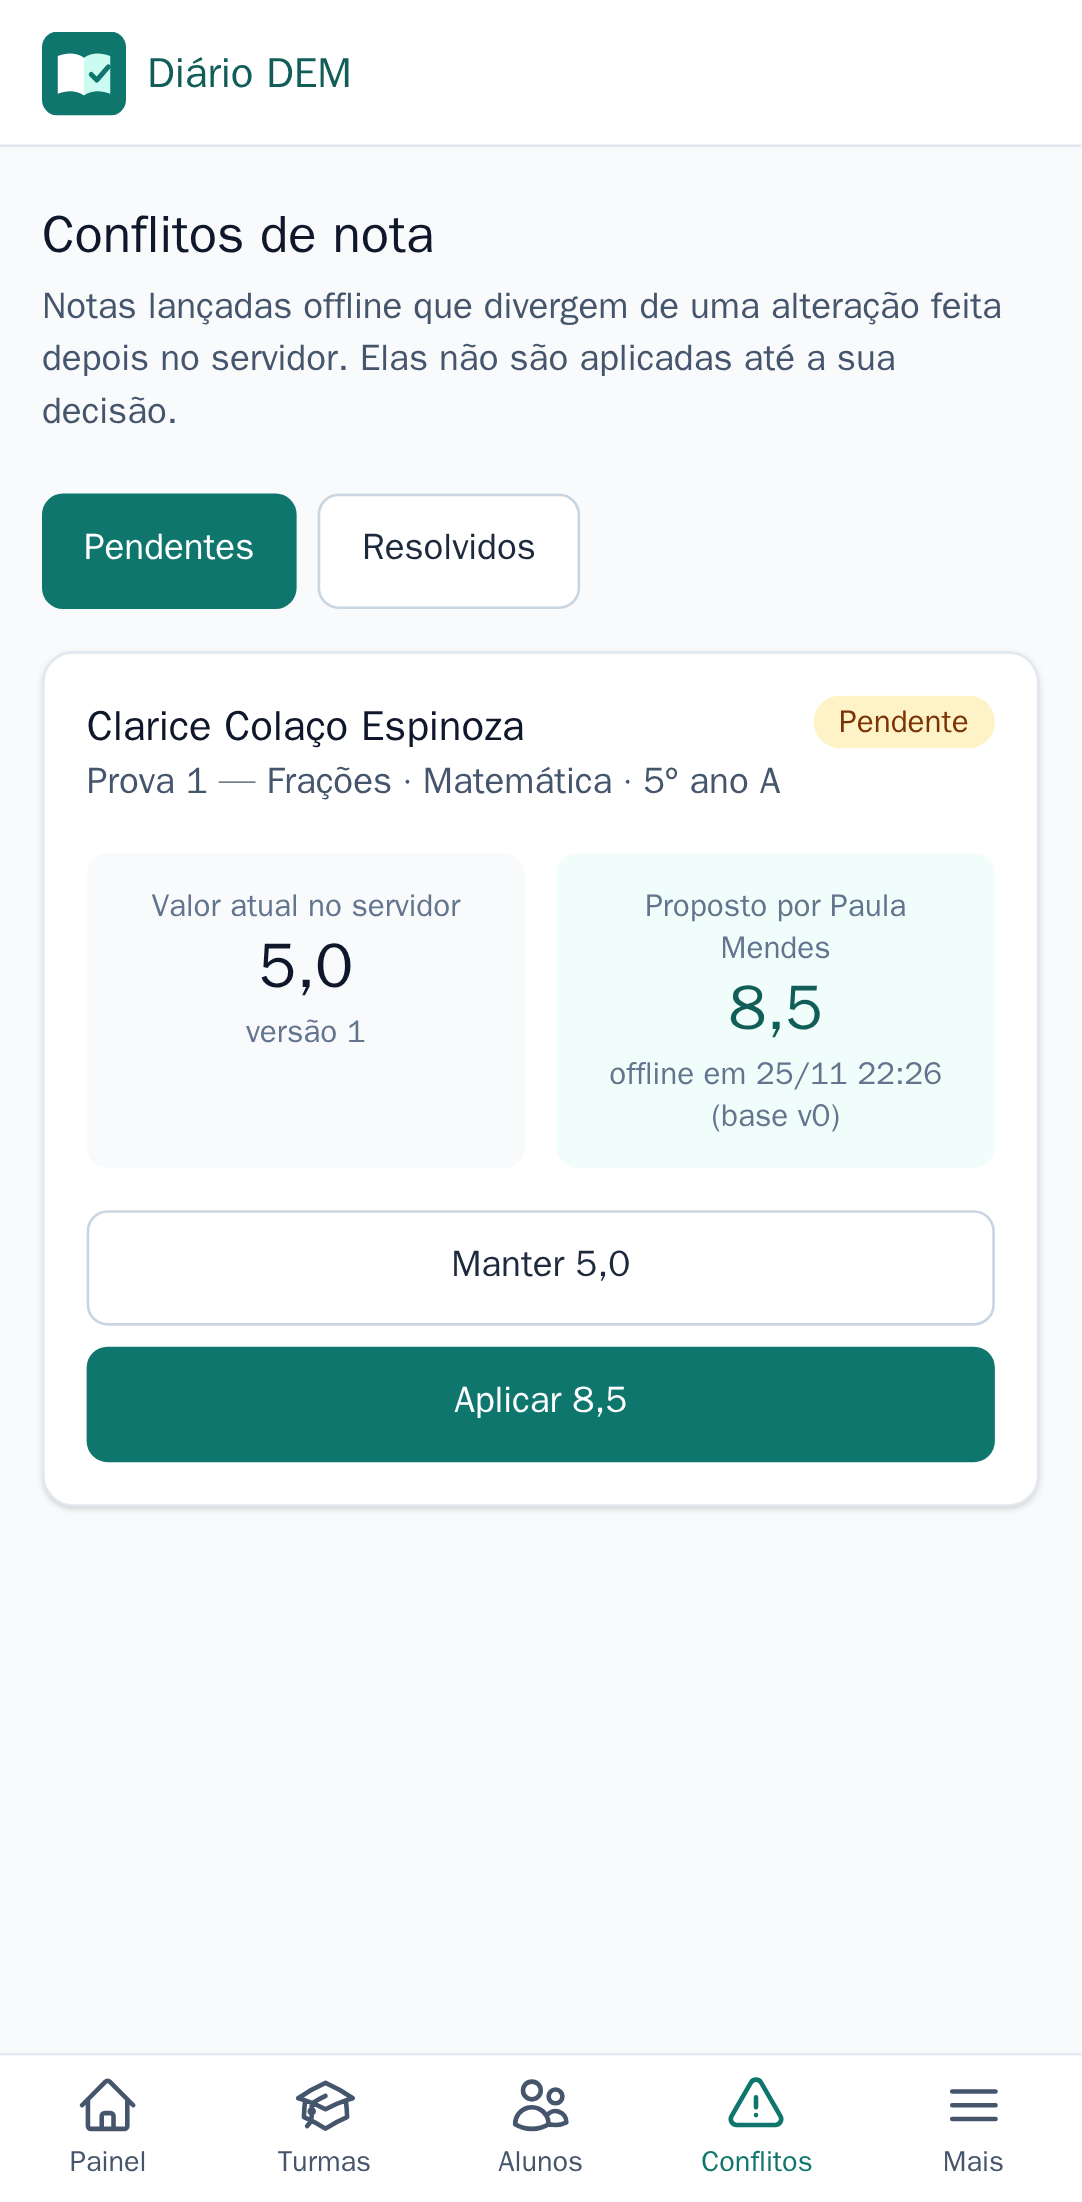 Diário DEM
Conflitos de nota
Notas lançadas offline que divergem de uma alteração feita
depois no servidor. Elas não são aplicadas até a sua
decisão.
Pendentes
Resolvidos
Clarice Colaço Espinoza
Pendente
Prova 1 — Frações · Matemática · 5º ano A
Valor atual no servidor
5,0
versão 1
Proposto por Paula
Mendes
8,5
offline em 25/11 22:26
(base v0)
Manter 5,0
Aplicar 8,5
Painel
Turmas
Alunos
Conflitos
Mais